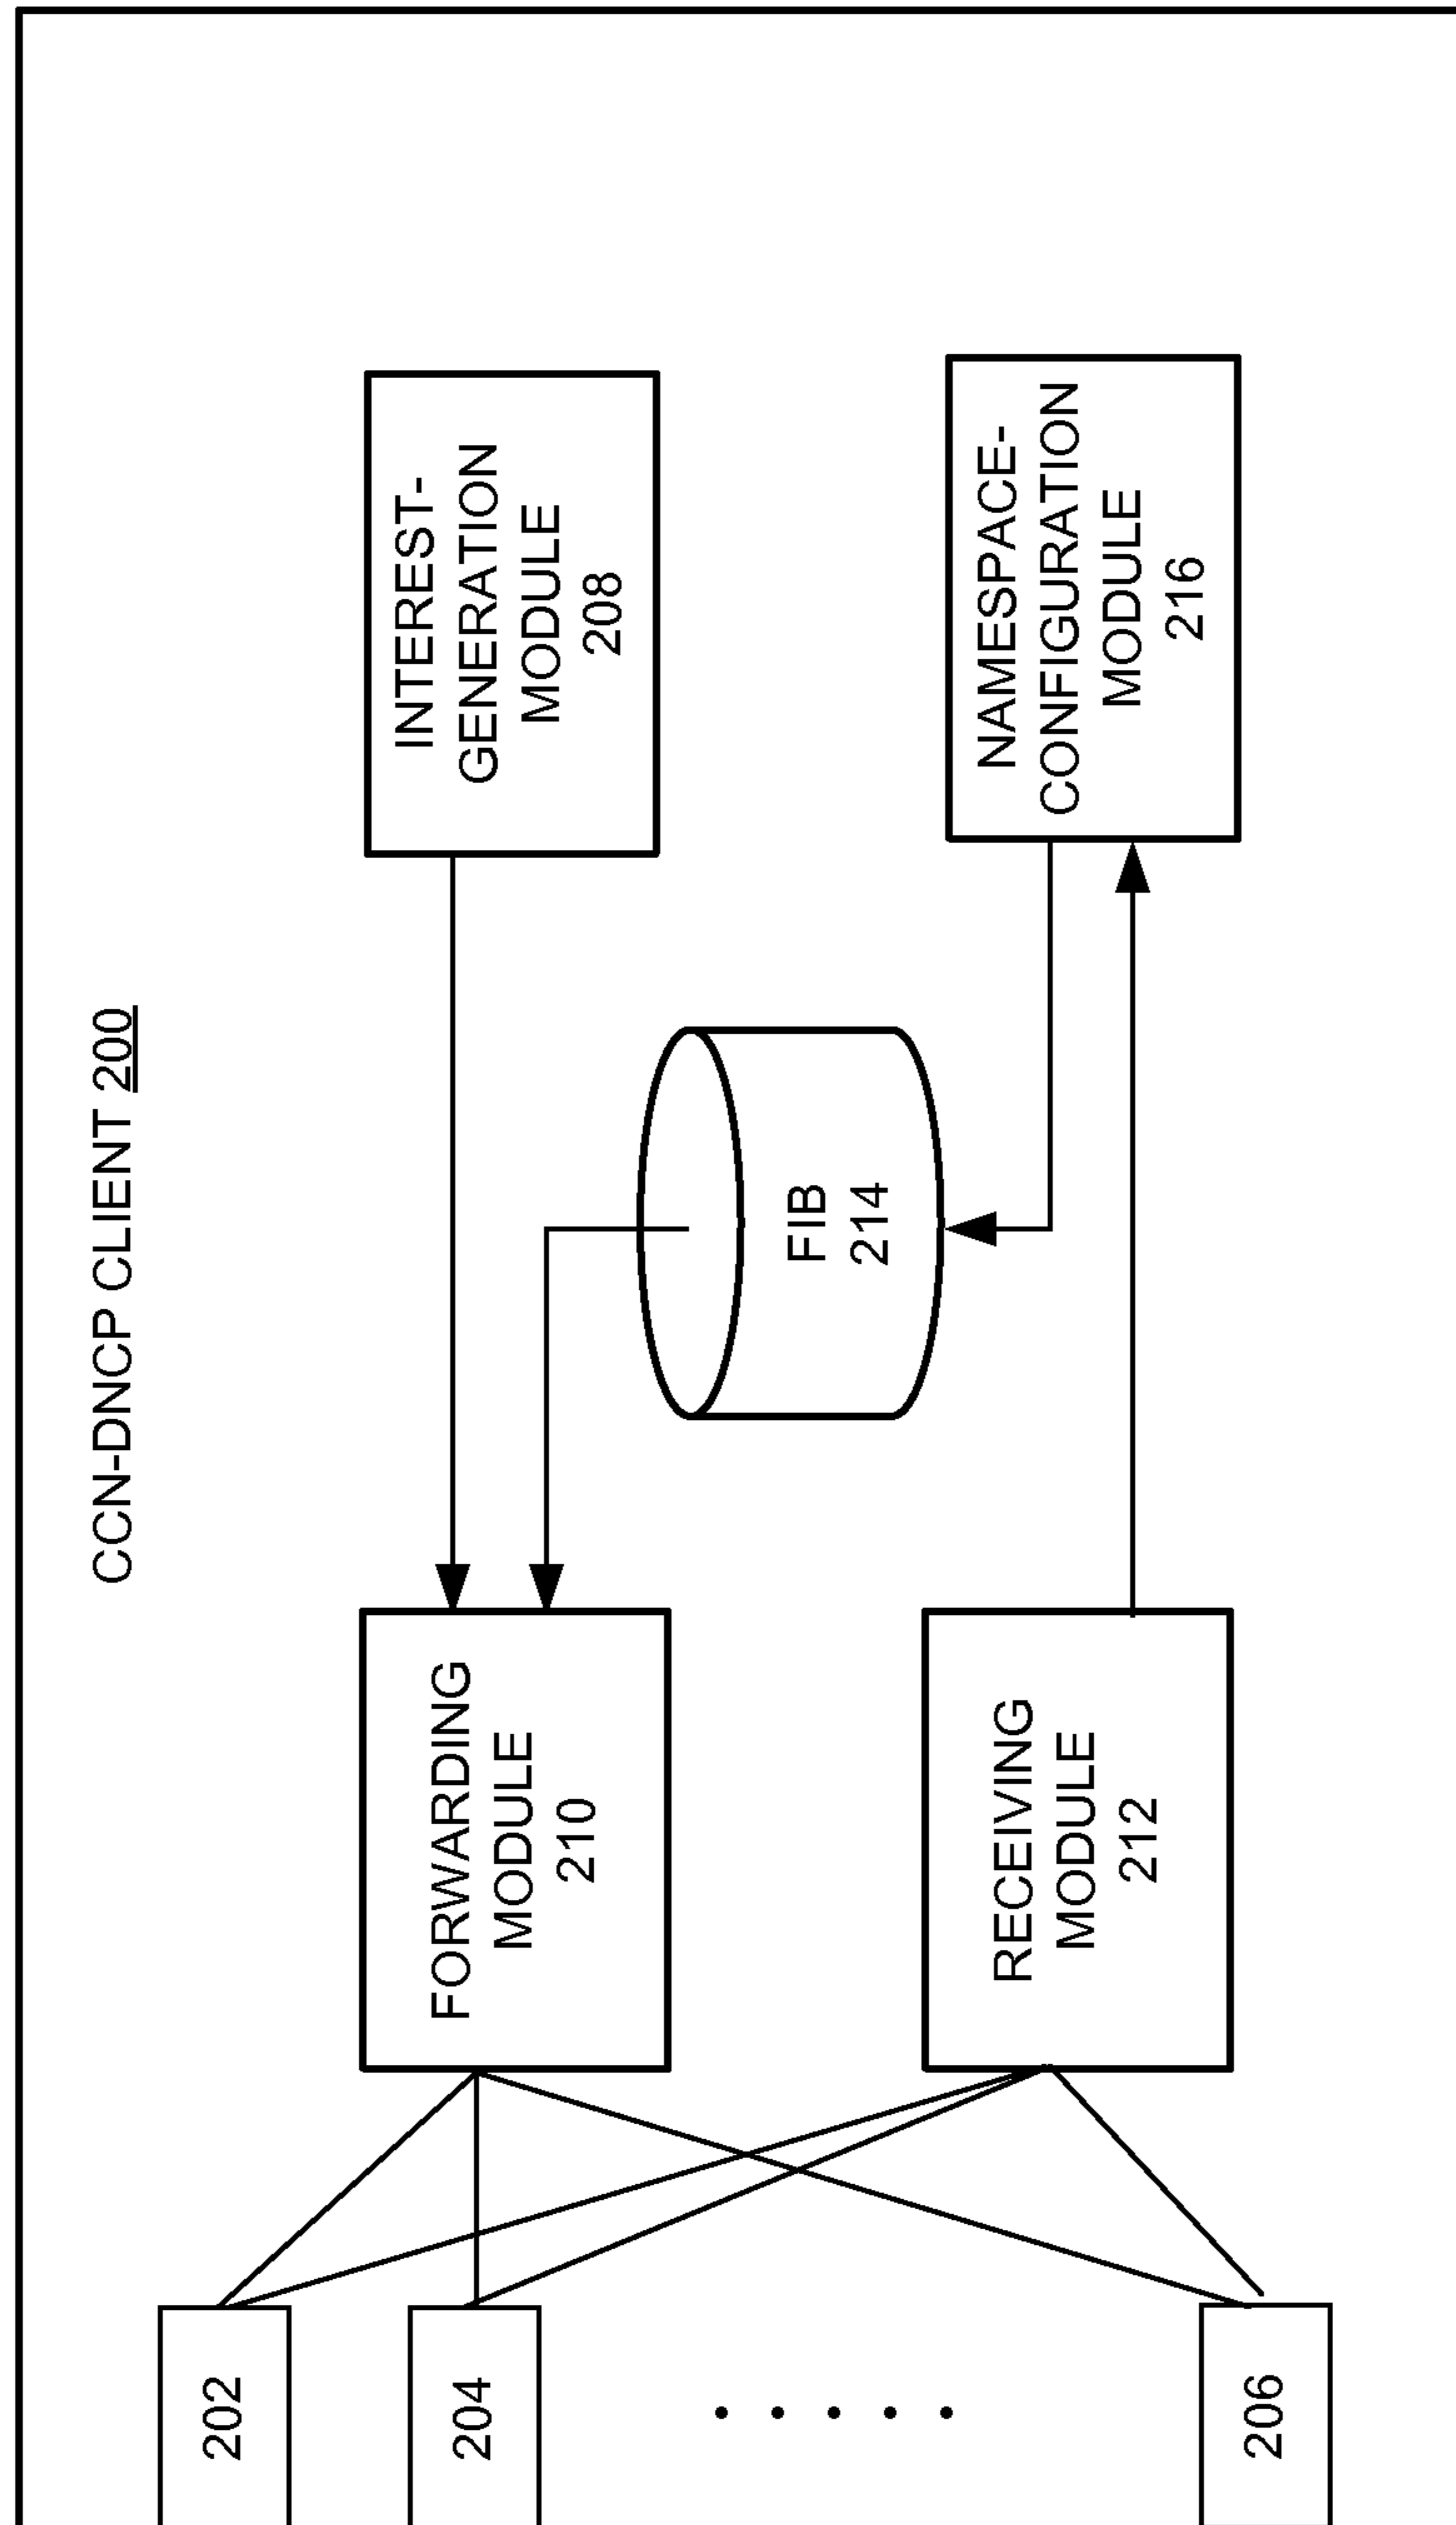 CCN-DNCP CLIENT 200
202
204
206
FORWARDING
MODULE
210
INTEREST-
GENERATION
MODULE
208
FIB
214
RECEIVING
MODULE
212
NAMESPACE-
CONFIGURATION
MODULE
216